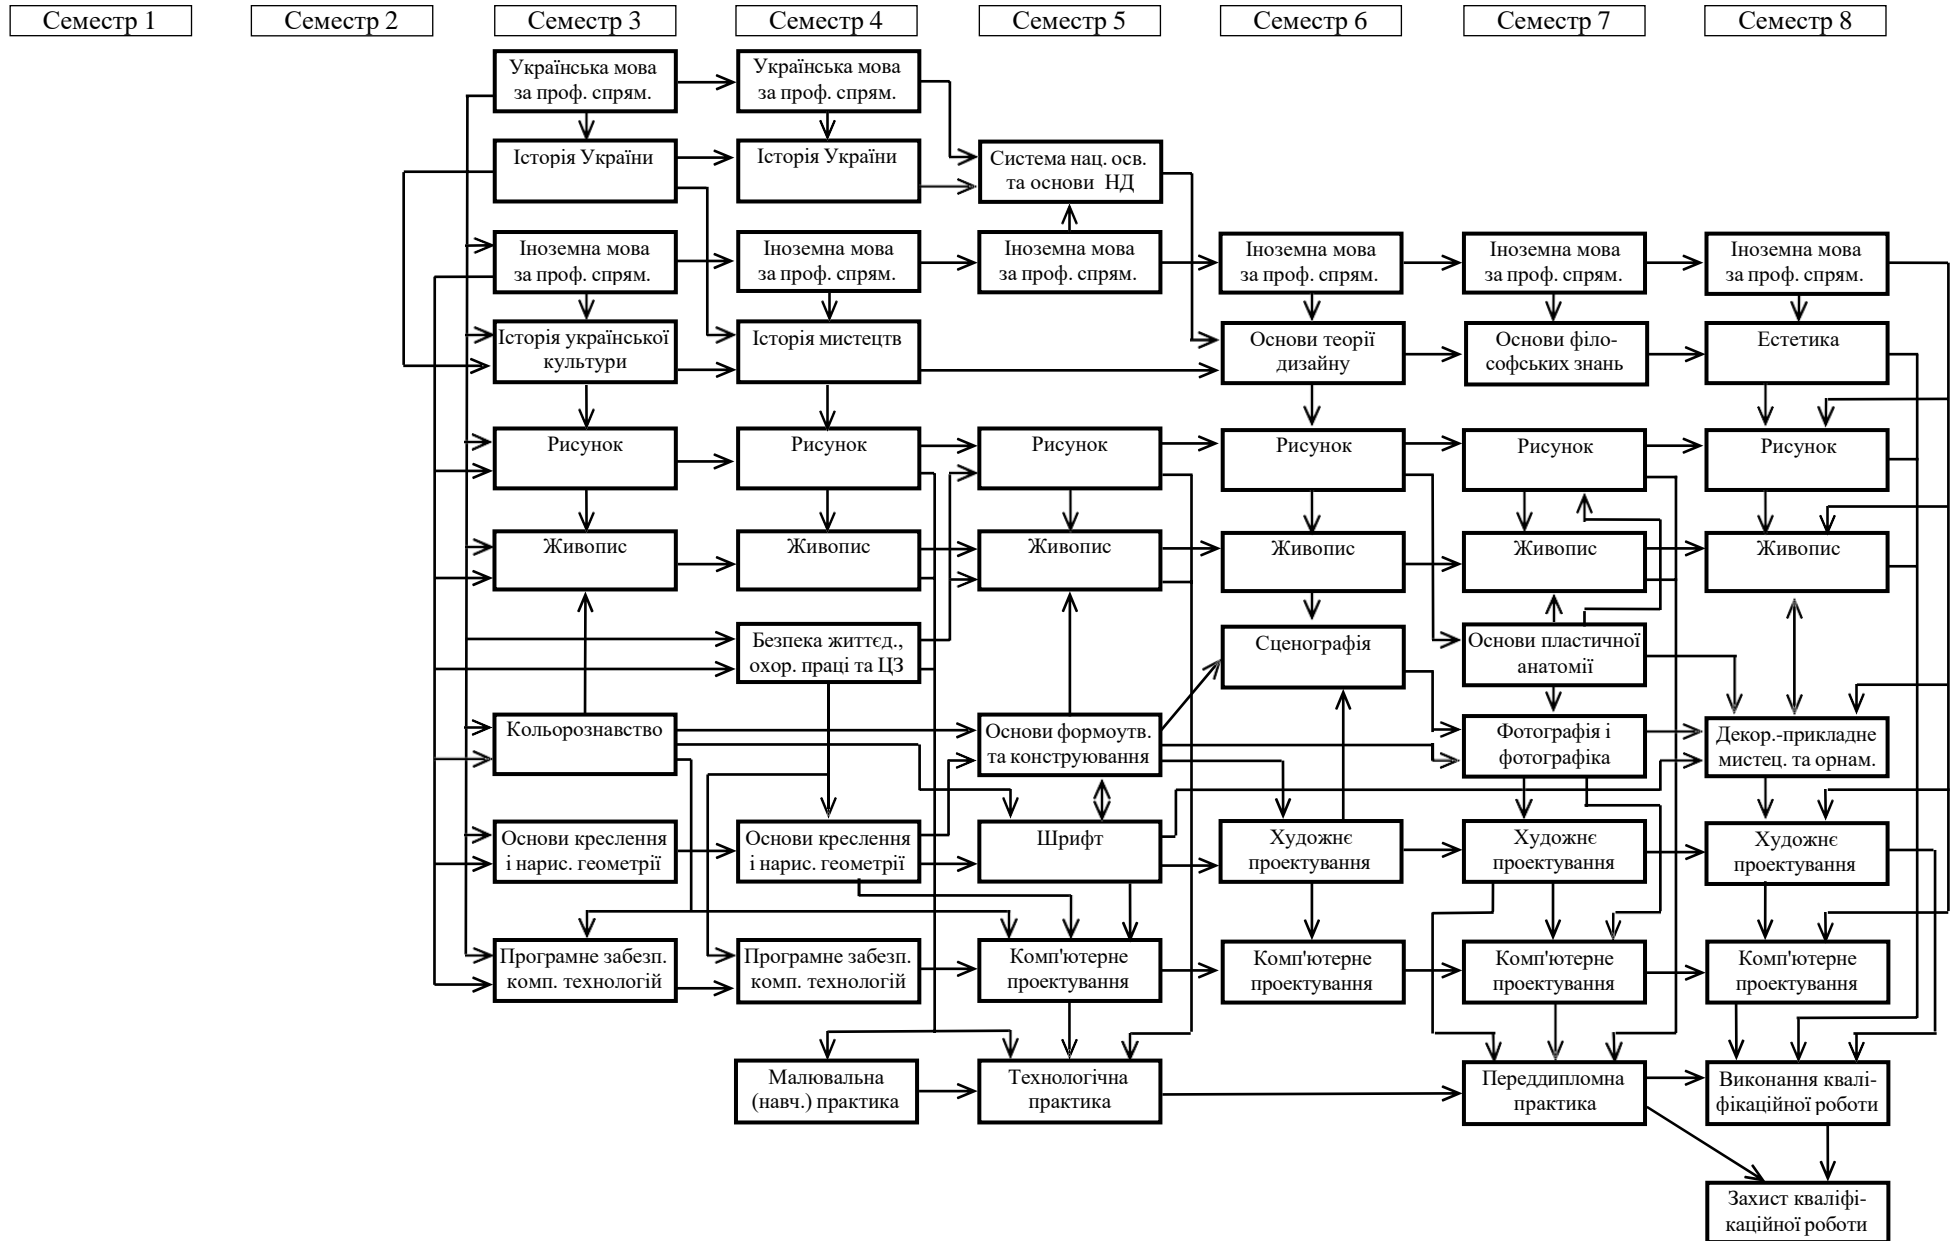 Семестр 1
Семестр 2
Семестр 3
Семестр 4
Семестр 5
Семестр 6
Семестр 7
Семестр 8
Українська мова
за проф. спрям.
Українська мова
за проф. спрям.
Історія України
Історія України
Система нац. осв.
та основи НД
Іноземна мова
за проф. спрям.
Іноземна мова
за проф. спрям.
Іноземна мова
за проф. спрям.
Іноземна мова
за проф. спрям.
Іноземна мова
за проф. спрям.
Іноземна мова
за проф. спрям.
Історія української
культури
Історія мистецтв
Основи теорії
дизайну
Основи філо-
софських знань
Естетика
Рисунок
Рисунок
Рисунок
Рисунок
Рисунок
Рисунок
Живопис
Живопис
Живопис
Живопис
Живопис
Живопис
Безпека життєд.,
охор. праці та ЦЗ
Сценографія
Основи пластичної
анатомії
Кольорознавство
Основи формоутв.
та конструювання
Фотографія і
фотографіка
Декор.-прикладне
мистец. та орнам.
Основи креслення
і нарис. геометрії
Основи креслення
і нарис. геометрії
Шрифт
Художнє
проектування
Художнє
проектування
Художнє
проектування
Програмне забезп.
комп. технологій
Програмне забезп.
комп. технологій
Комп'ютерне
проектування
Комп'ютерне
проектування
Комп'ютерне
проектування
Комп'ютерне
проектування
Малювальна
(навч.) практика
Технологічна
практика
Переддипломна
практика
Виконання квалі-
фікаційної роботи
Захист кваліфі-
каційної роботи